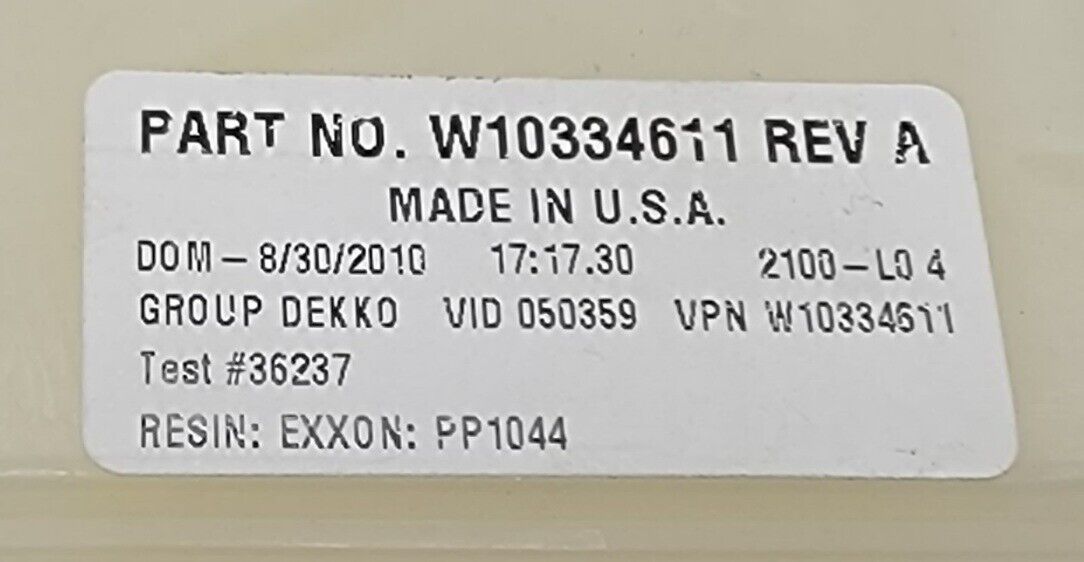 PART NO. W10334611 REV A
MADE IN U.S.A.
DOM – 8/30/2010 17:17.30 2100–L0 4
GROUP DEKKO VID 050359 VPN W10334611
Test #36237
RESIN: EXXON: PP1044